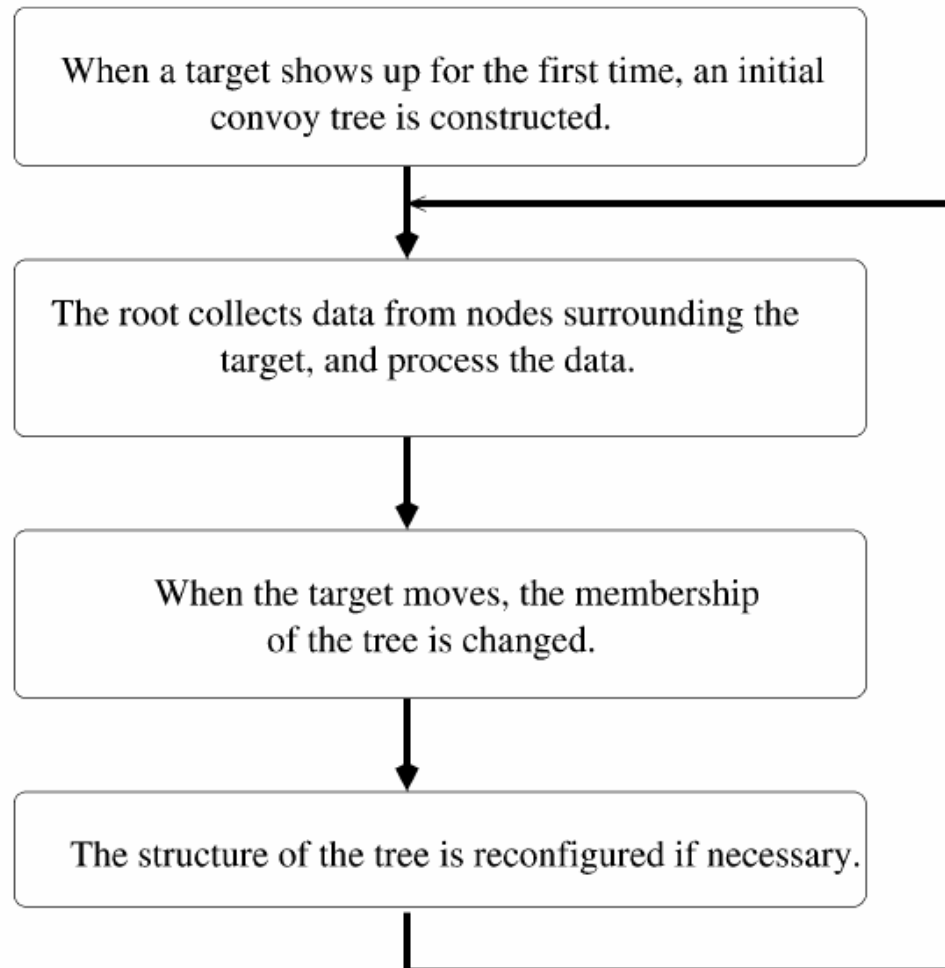 When a target shows up for the first time, an initial
convoy tree is constructed.
The root collects data from nodes surrounding the
target, and process the data.
When the target moves, the membership
of the tree is changed.
The structure of the tree is reconfigured if necessary.